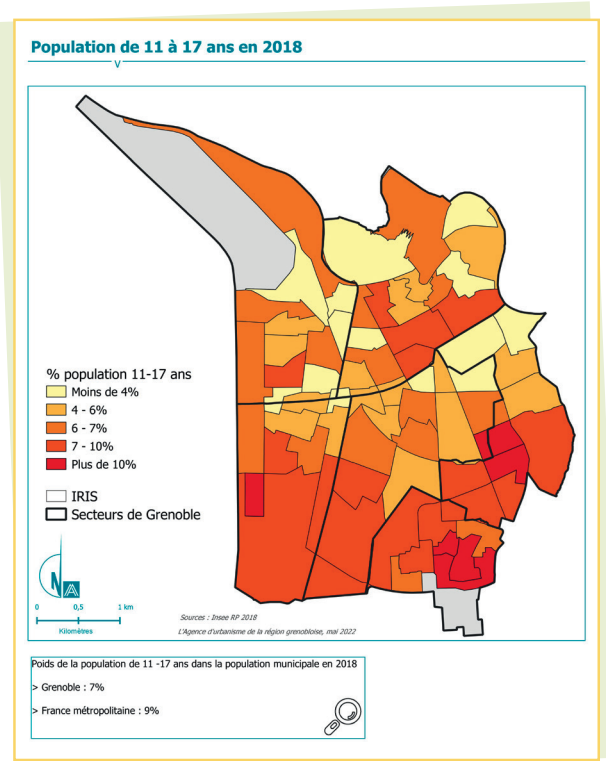 Population de 11 à 17 ans en 2018
% population 11-17 ans
Moins de 4%
4 - 6%
6 - 7%
7 - 10%
Plus de 10%
IRIS
Secteurs de Grenoble
N
0 0,5 1 km
Kilomètres
Sources : Insee RP 2018
L'Agence d'urbanisme de la région grenobloise, mai 2022
Poids de la population de 11 -17 ans dans la population municipale en 2018
> Grenoble : 7%
> France métropolitaine : 9%